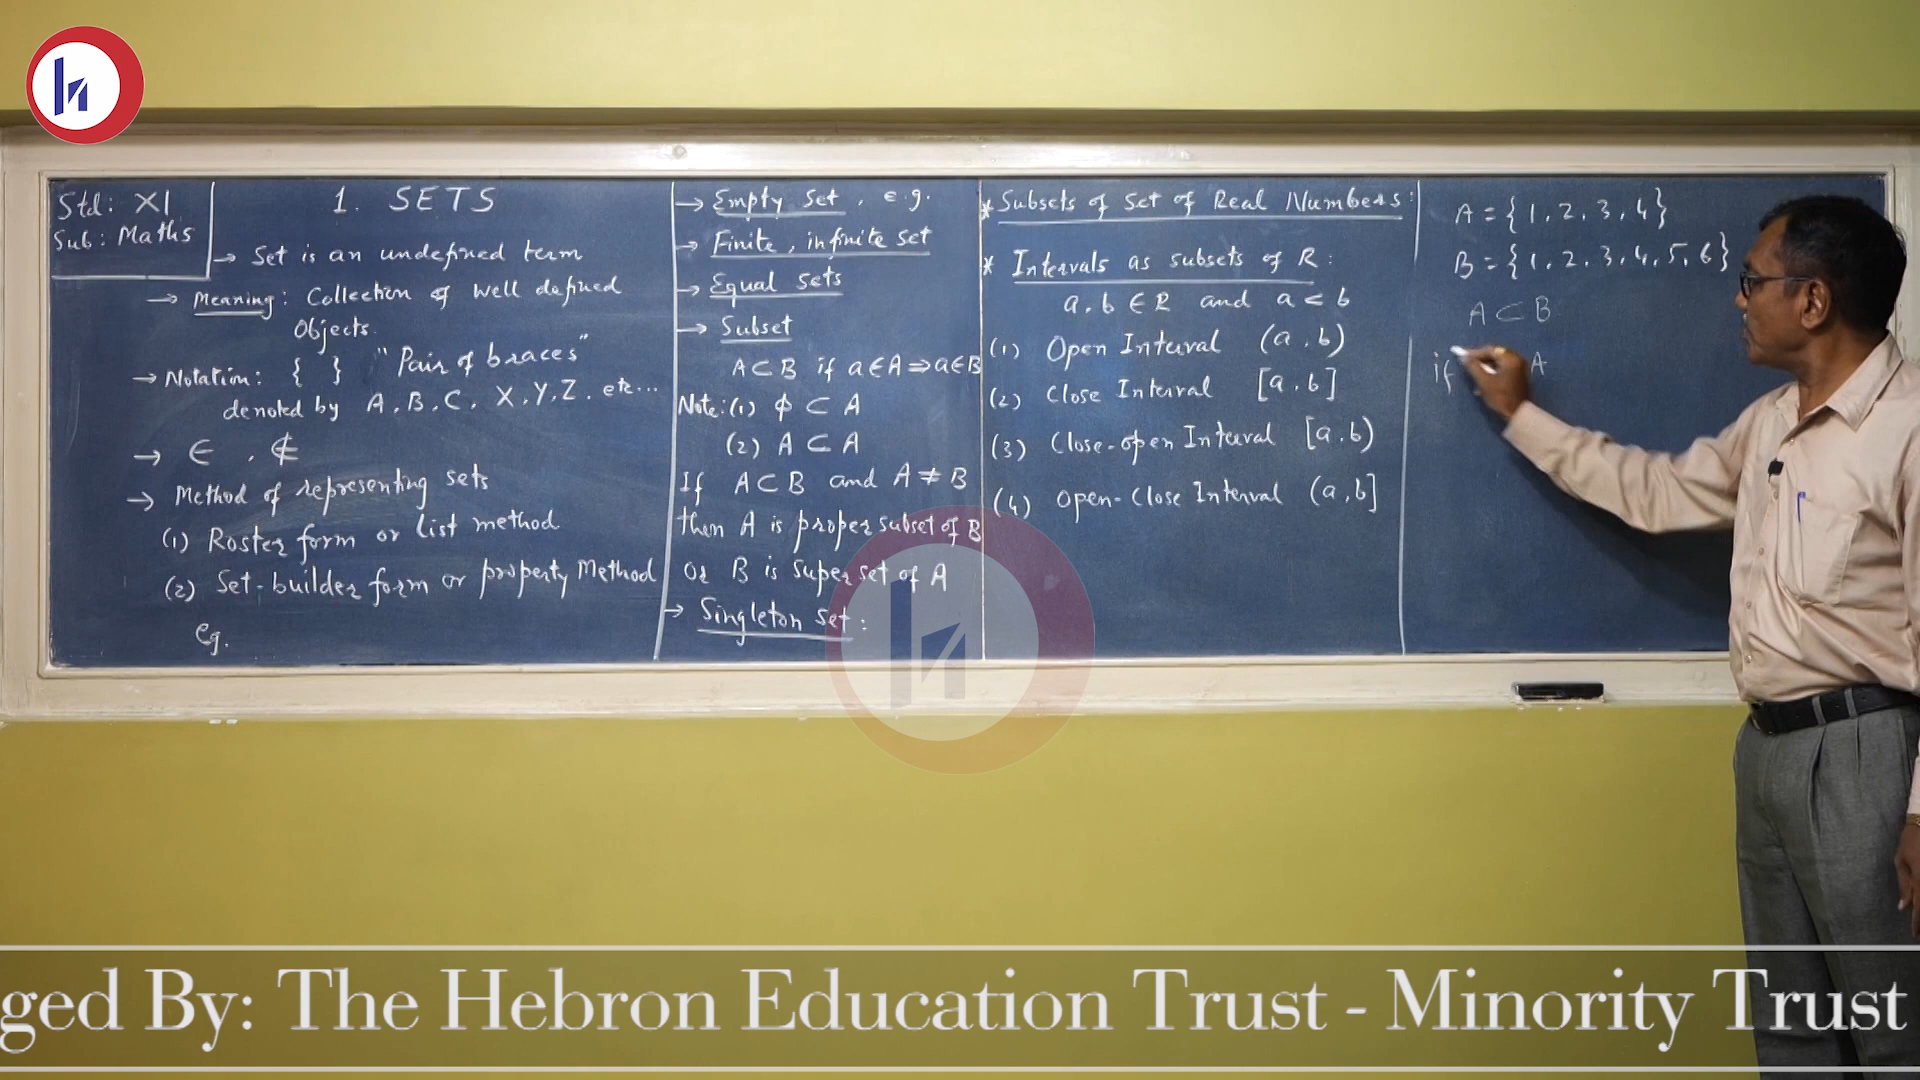 Std: XI
Sub: Maths
1. SETS
→ Set is an undefined term
→ Meaning: Collection of well defined
Objects.
→ Notation: { } "Pair of braces"
denoted by A, B, C, X, Y, Z, etc...
→ ∈ , ∉
→ Method of representing sets
(1) Roster form or List method
(2) Set-builder form or property Method
eg.
→ Empty set, e.g.
→ Finite, infinite set
→ Equal sets
→ Subset
A⊂B if a∈A⇒a∈B
Note: (1) ϕ ⊂ A
(2) A ⊂ A
If A⊂B and A≠B
then A is proper subset of B
or B is super set of A
→ Singleton set:
* Subsets of set of Real Numbers:
* Intervals as subsets of R:
a, b ∈ R and a < b
(1) Open Interval (a, b)
(2) Close Interval [a, b]
(3) Close-open Interval [a, b)
(4) Open-Close Interval (a, b]
A = {1, 2, 3, 4}
B = {1, 2, 3, 4, 5, 6}
A⊂B
if A
ged By: The Hebron Education Trust - Minority Trust